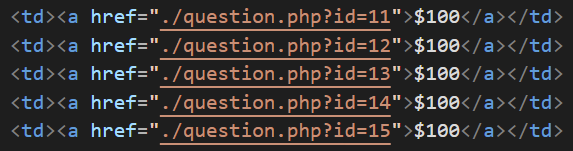 <td><a href="./question.php?id=11">$100</a></td>
<td><a href="./question.php?id=12">$100</a></td>
<td><a href="./question.php?id=13">$100</a></td>
<td><a href="./question.php?id=14">$100</a></td>
<td><a href="./question.php?id=15">$100</a></td>